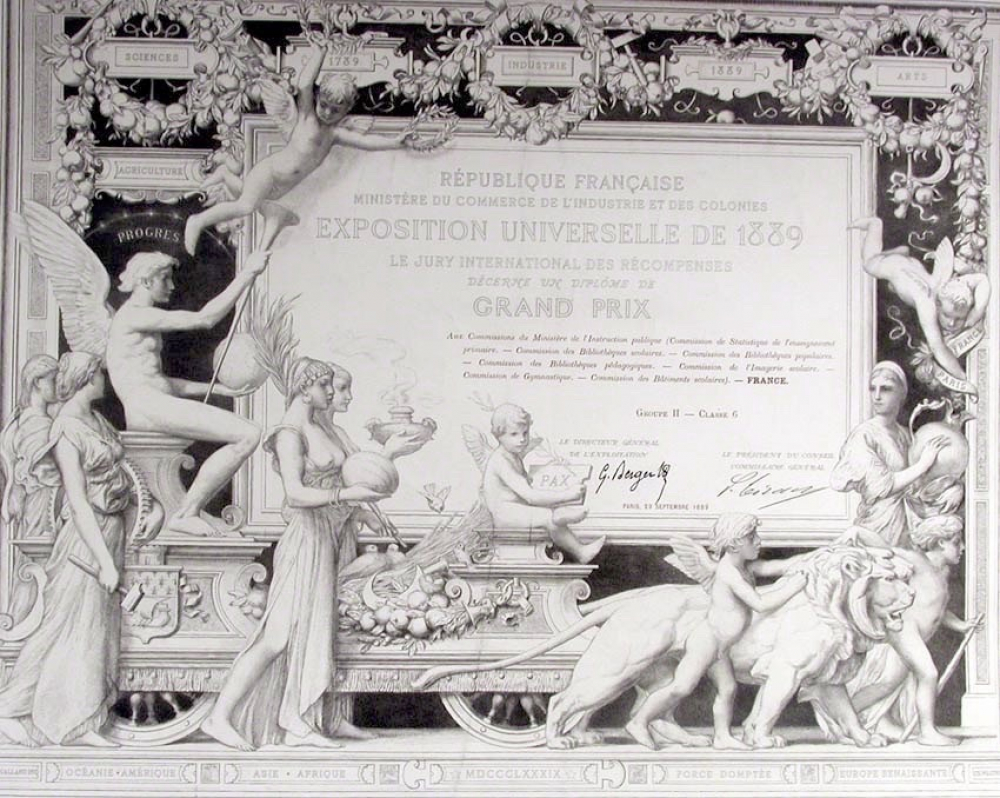 SCIENCES
1789
INDUSTRIE
1889
ARTS
AGRICULTURE
PROGRES
RÉPUBLIQUE FRANÇAISE
MINISTÈRE DU COMMERCE DE L'INDUSTRIE ET DES COLONIES
EXPOSITION UNIVERSELLE DE 1889
LE JURY INTERNATIONAL DES RÉCOMPENSES
DÉCERNE UN DIPLÔME DE
GRAND PRIX
Aux Commissions du Ministère de l'Instruction publique (Commission de Statistique de l'enseignement
primaire. — Commission des Bibliothèques scolaires. — Commission des Bibliothèques populaires.
— Commission des Bibliothèques pédagogiques. — Commission de l'Imagerie scolaire. —
Commission de Gymnastique. — Commission des Bâtiments scolaires). — FRANCE.
GROUPE II — CLASSE 6
LE DIRECTEUR GÉNÉRAL
DE L'EXPLOITATION
G. Berger
LE PRÉSIDENT DU CONSEIL
COMMISSAIRE GÉNÉRAL
PARIS, 29 SEPTEMBRE 1889
PAX
FRANCE
PARIS
OCÉANIE • AMÉRIQUE
ASIE • AFRIQUE
MDCCCLXXXIX
FORCE DOMPTÉE
EUROPE RENAISSANTE